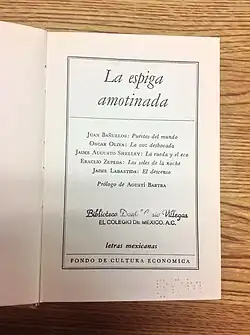 La espiga
amotinada
JUAN BAÑUELOS: Puertas del mundo
OSCAR OLIVA: La voz desbocada
JAIME AUGUSTO SHELLEY: La rueda y el eco
ERACLIO ZEPEDA: Los soles de la noche
JAIME LABASTIDA: El descenso
Prólogo de AGUSTÍ BARTRA
Biblioteca Villegas
EL COLEGIO DE MEXICO, A.C.
letras mexicanas
FONDO DE CULTURA ECONOMICA